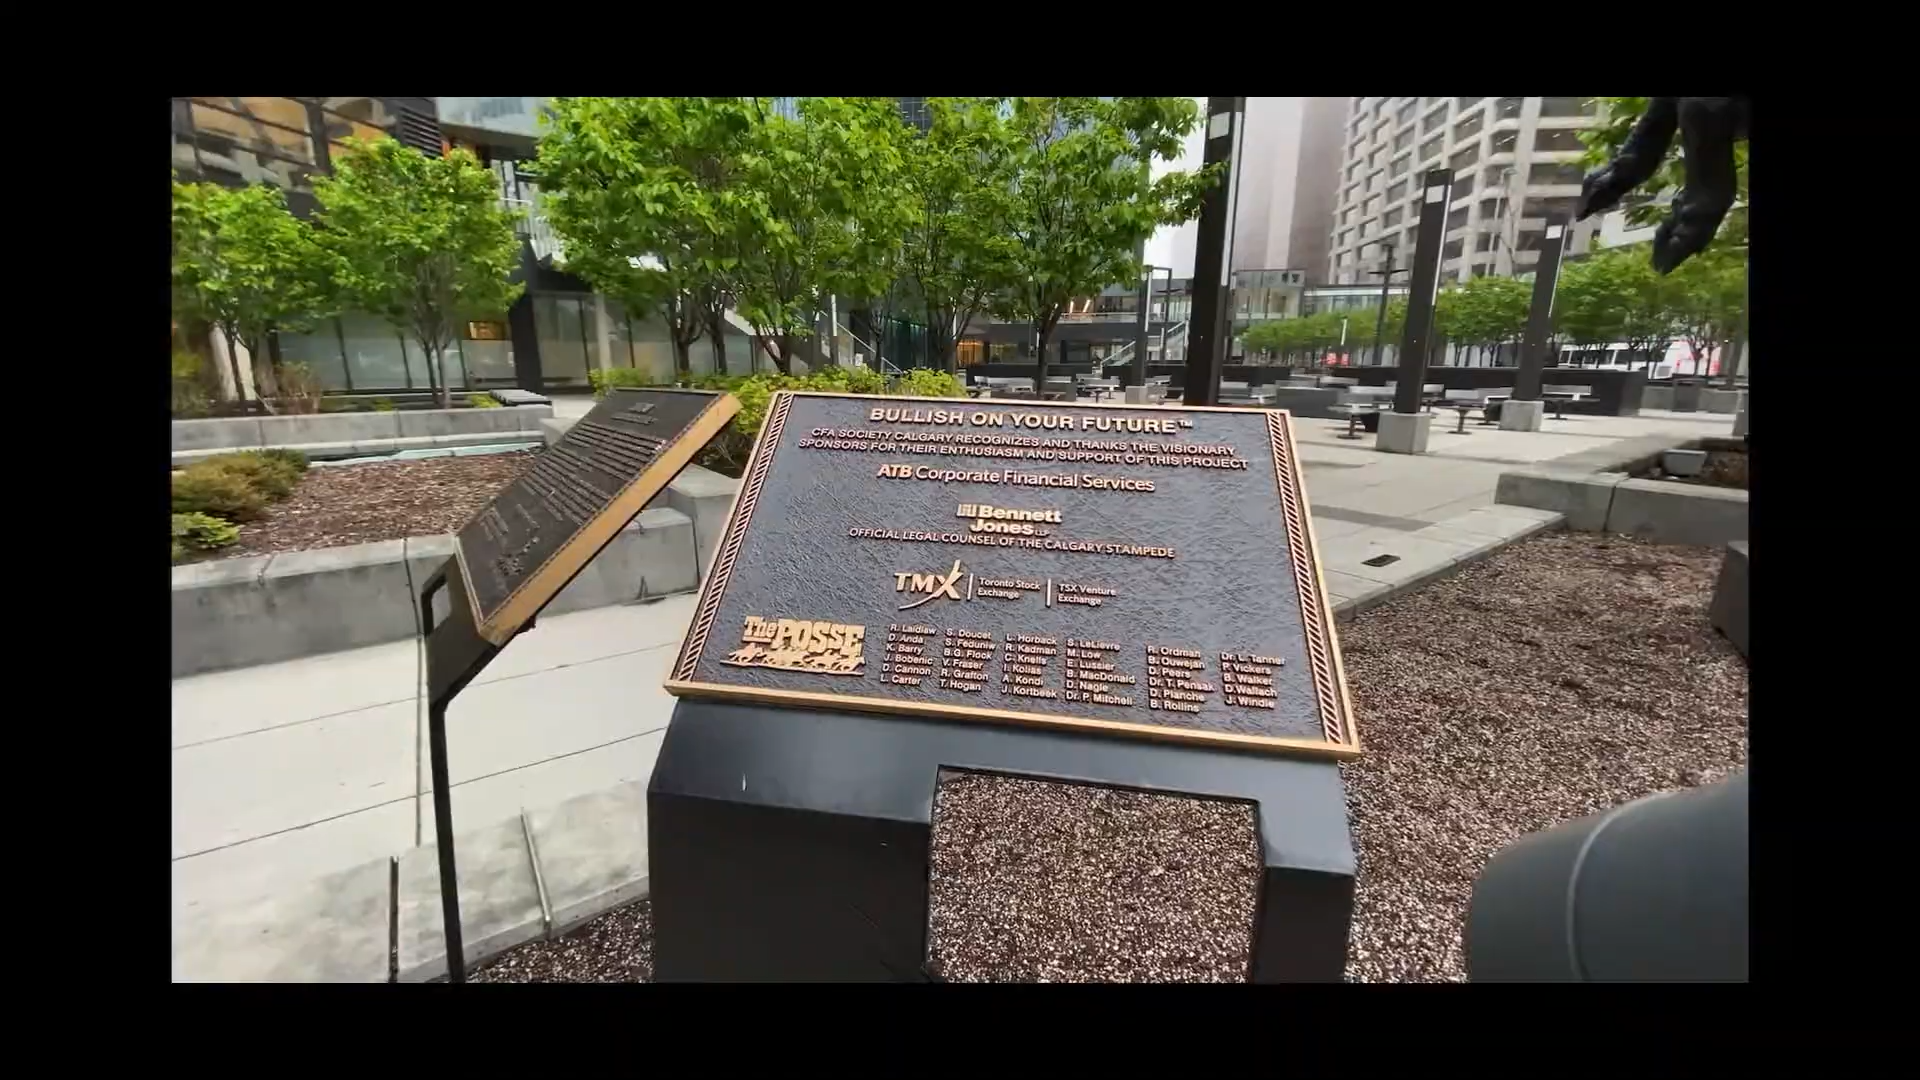 BULLISH ON YOUR FUTURE™
CFA SOCIETY CALGARY RECOGNIZES AND THANKS THE VISIONARY
SPONSORS FOR THEIR ENTHUSIASM AND SUPPORT OF THIS PROJECT
ATB Corporate Financial Services
Bennett
Jones LLP
OFFICIAL LEGAL COUNSEL OF THE CALGARY STAMPEDE
TMX | Toronto Stock Exchange | TSX Venture Exchange
The POSSE
R. Laidlaw S. Doucet L. Horback S. LeLievre R. Ordman Dr. L. Tanner
D. Anda S. Feduniw R. Kadman M. Low B. Ouwejan P. Vickers
K. Barry B.G. Flock C. Knells E. Lussier D. Peers B. Walker
J. Bobenic V. Fraser I. Kolias B. MacDonald Dr. T. Pensak D. Wallach
D. Cannon R. Grafton A. Kondi D. Nagle D. Planche J. Windle
L. Carter T. Hogan J. Kortbeek Dr. P. Mitchell B. Rollins